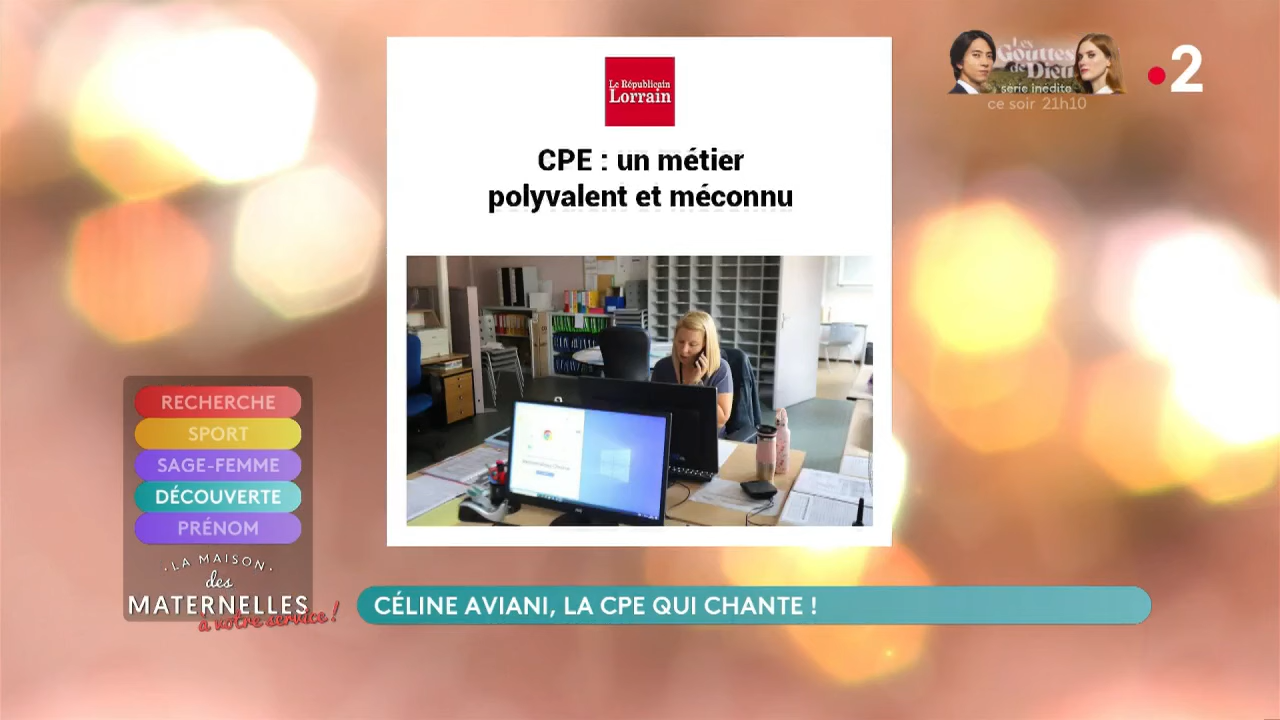 Le Républicain
Lorrain
CPE : un métier
polyvalent et méconnu
Les
Gouttes
de Dieu
série inédite
ce soir 21h10
2
RECHERCHE
SPORT
SAGE-FEMME
DÉCOUVERTE
PRÉNOM
·LA MAISON·
des
MATERNELLES
à votre service !
CÉLINE AVIANI, LA CPE QUI CHANTE !